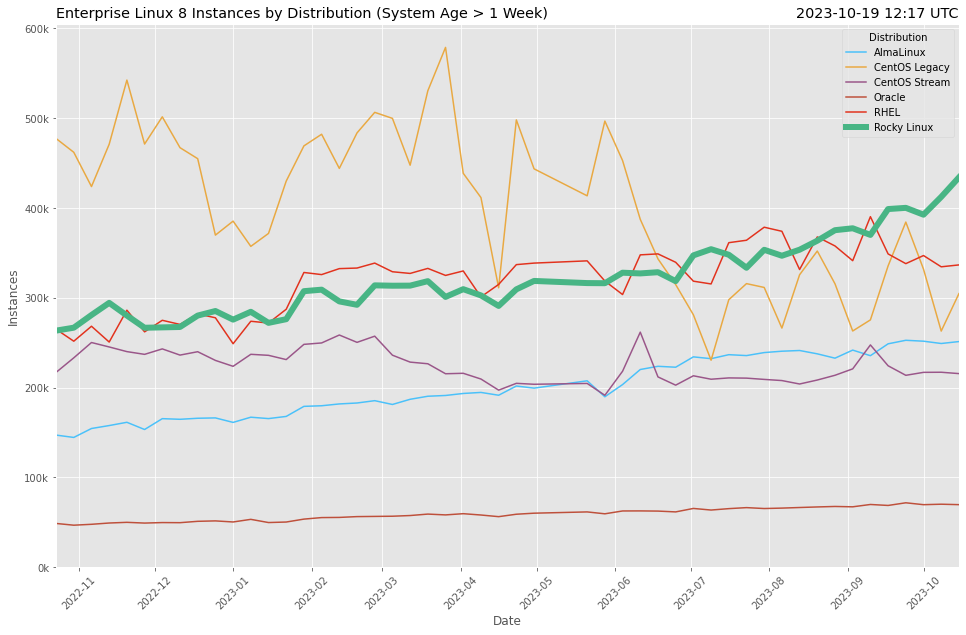 Enterprise Linux 8 Instances by Distribution (System Age > 1 Week)
2023-10-19 12:17 UTC
Distribution
AlmaLinux
CentOS Legacy
CentOS Stream
Oracle
RHEL
Rocky Linux
Instances
600k
500k
400k
300k
200k
100k
0k
2022-11
2022-12
2023-01
2023-02
2023-03
2023-04
2023-05
2023-06
2023-07
2023-08
2023-09
2023-10
Date